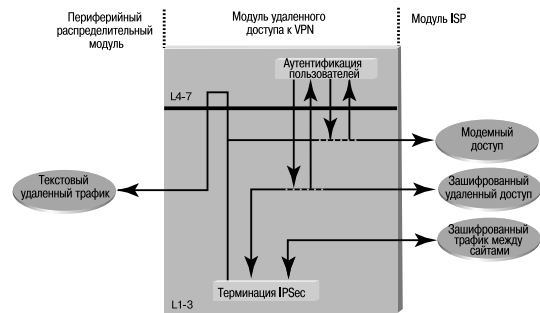 Периферийный
распределительный
модуль
Модуль удаленного
доступа к VPN
Модуль ISP
Аутентификация
пользователей
L4-7
Модемный
доступ
Текстовый
удаленный трафик
Зашифрованный
удаленный доступ
Зашифрованный
трафик между
сайтами
Терминация IPSec
L1-3